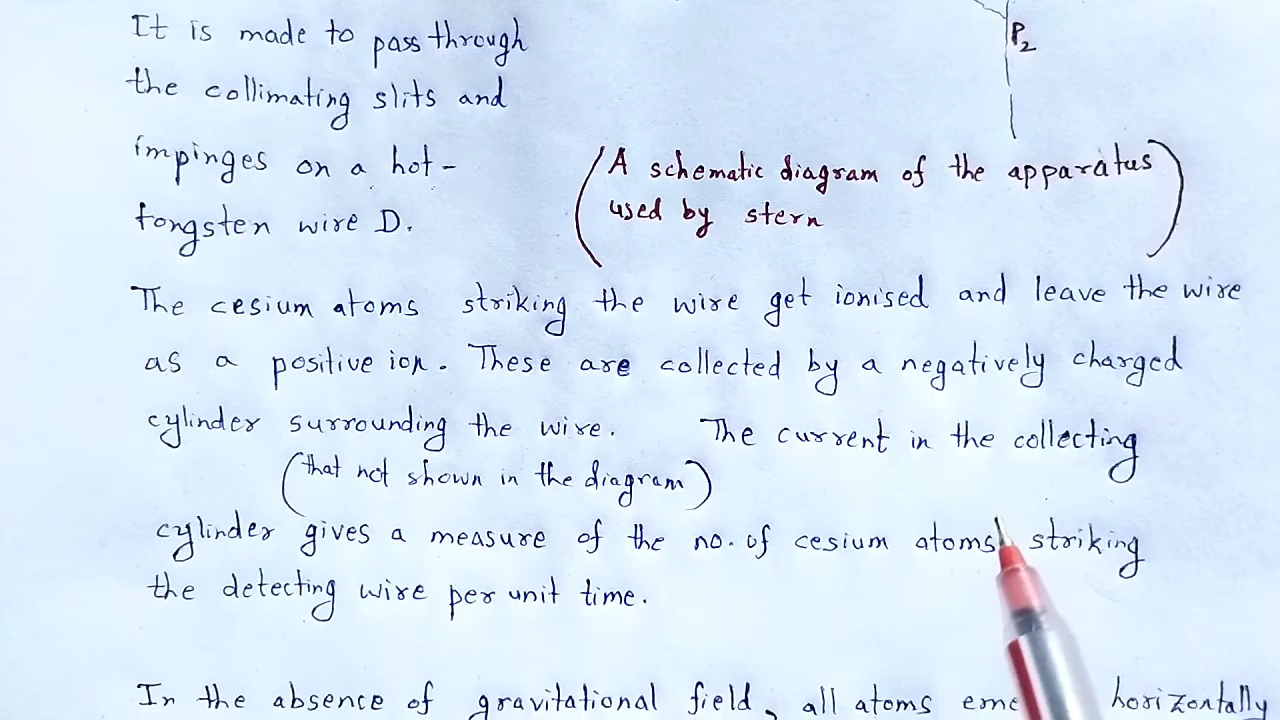 It is made to pass through
the collimating slits and
impinges on a hot-
tongsten wire D.
P2
(A schematic diagram of the apparatus
used by stern)
The cesium atoms striking the wire get ionised and leave the wire
as a positive ion. These are collected by a negatively charged
cylinder surrounding the wire. The current in the collecting
(that not shown in the diagram)
cylinder gives a measure of the no. of cesium atoms striking
the detecting wire per unit time.
In the absence of gravitational field, all atoms eme horizontally